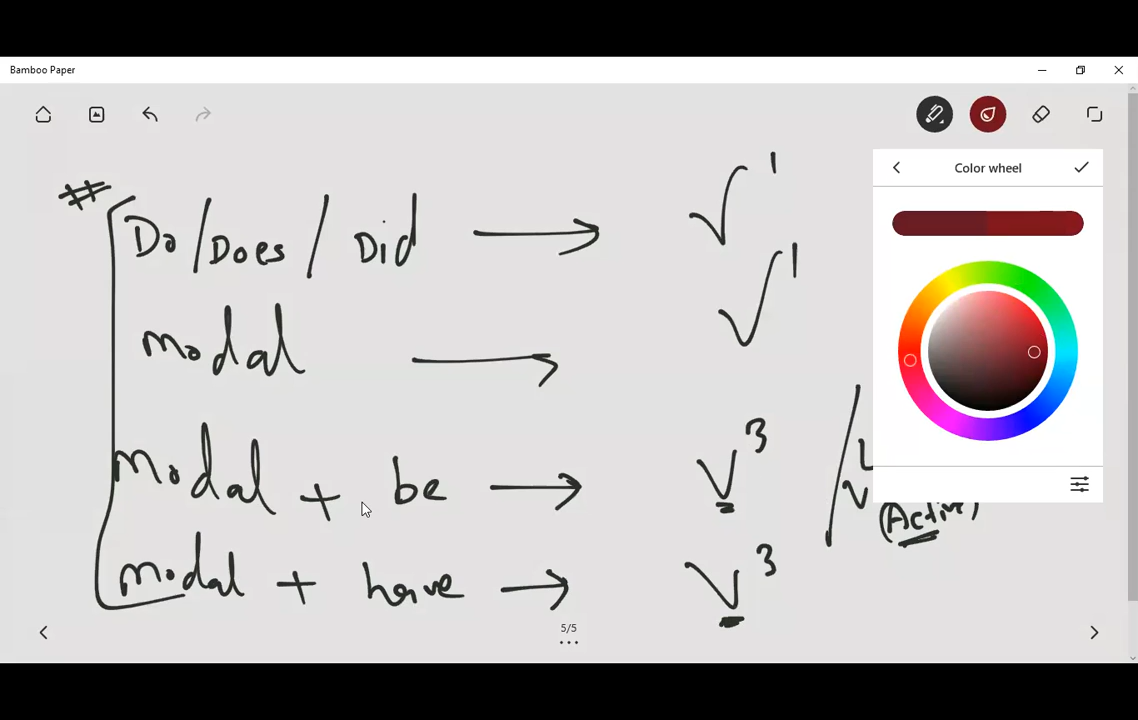 Bamboo Paper
Color wheel
# Do/Does/Did → V¹
modal → V¹
modal + be → V³ /
(Active)
modal + have → V³
5/5